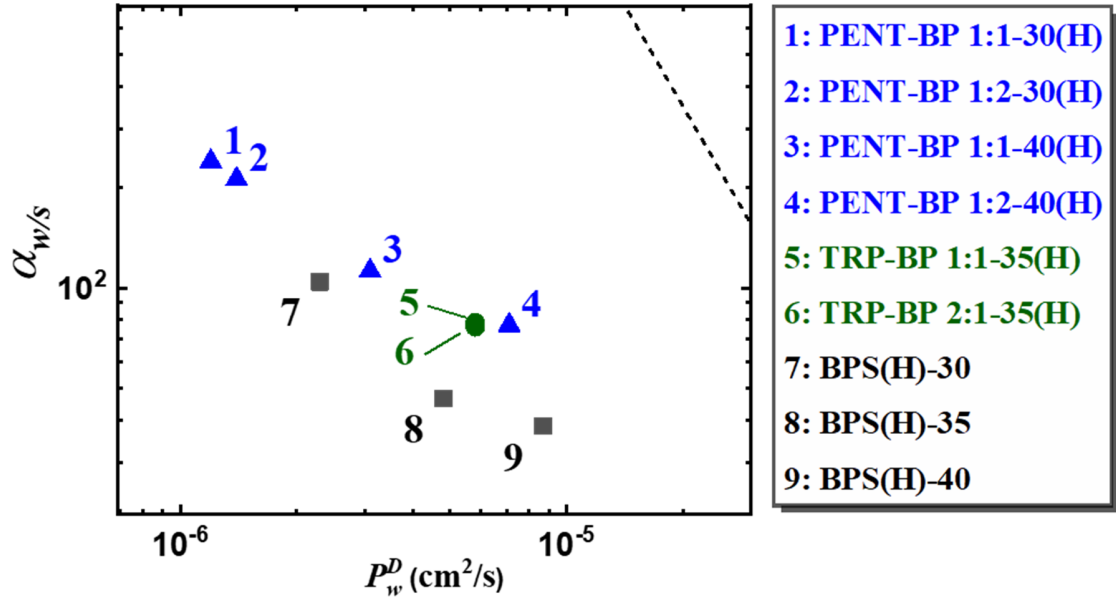 α w/s
10²
10⁻⁶
10⁻⁵
P_w^D (cm²/s)
1
2
3
4
5
6
7
8
9
1: PENT-BP 1:1-30(H)
2: PENT-BP 1:2-30(H)
3: PENT-BP 1:1-40(H)
4: PENT-BP 1:2-40(H)
5: TRP-BP 1:1-35(H)
6: TRP-BP 2:1-35(H)
7: BPS(H)-30
8: BPS(H)-35
9: BPS(H)-40